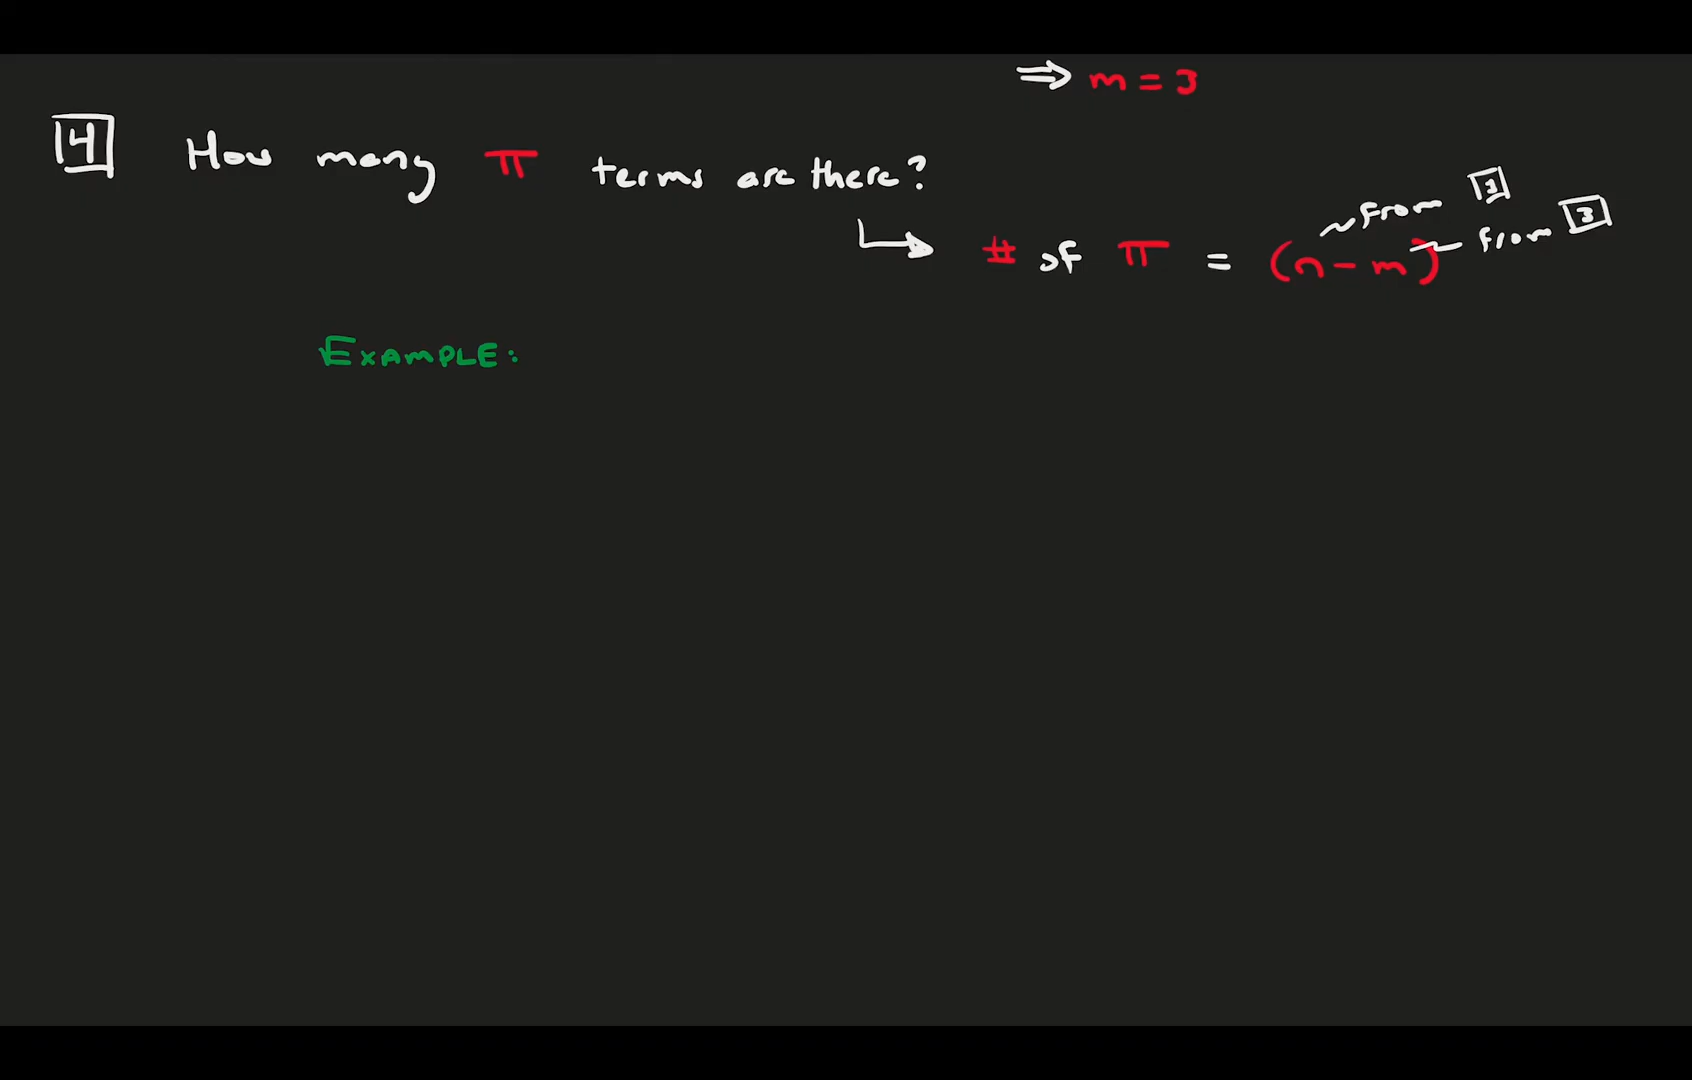 ⇒ m = 3
4 How many π terms are there?
~ from 1
~ from 3
↳ # of π = (n - m)
EXAMPLE: